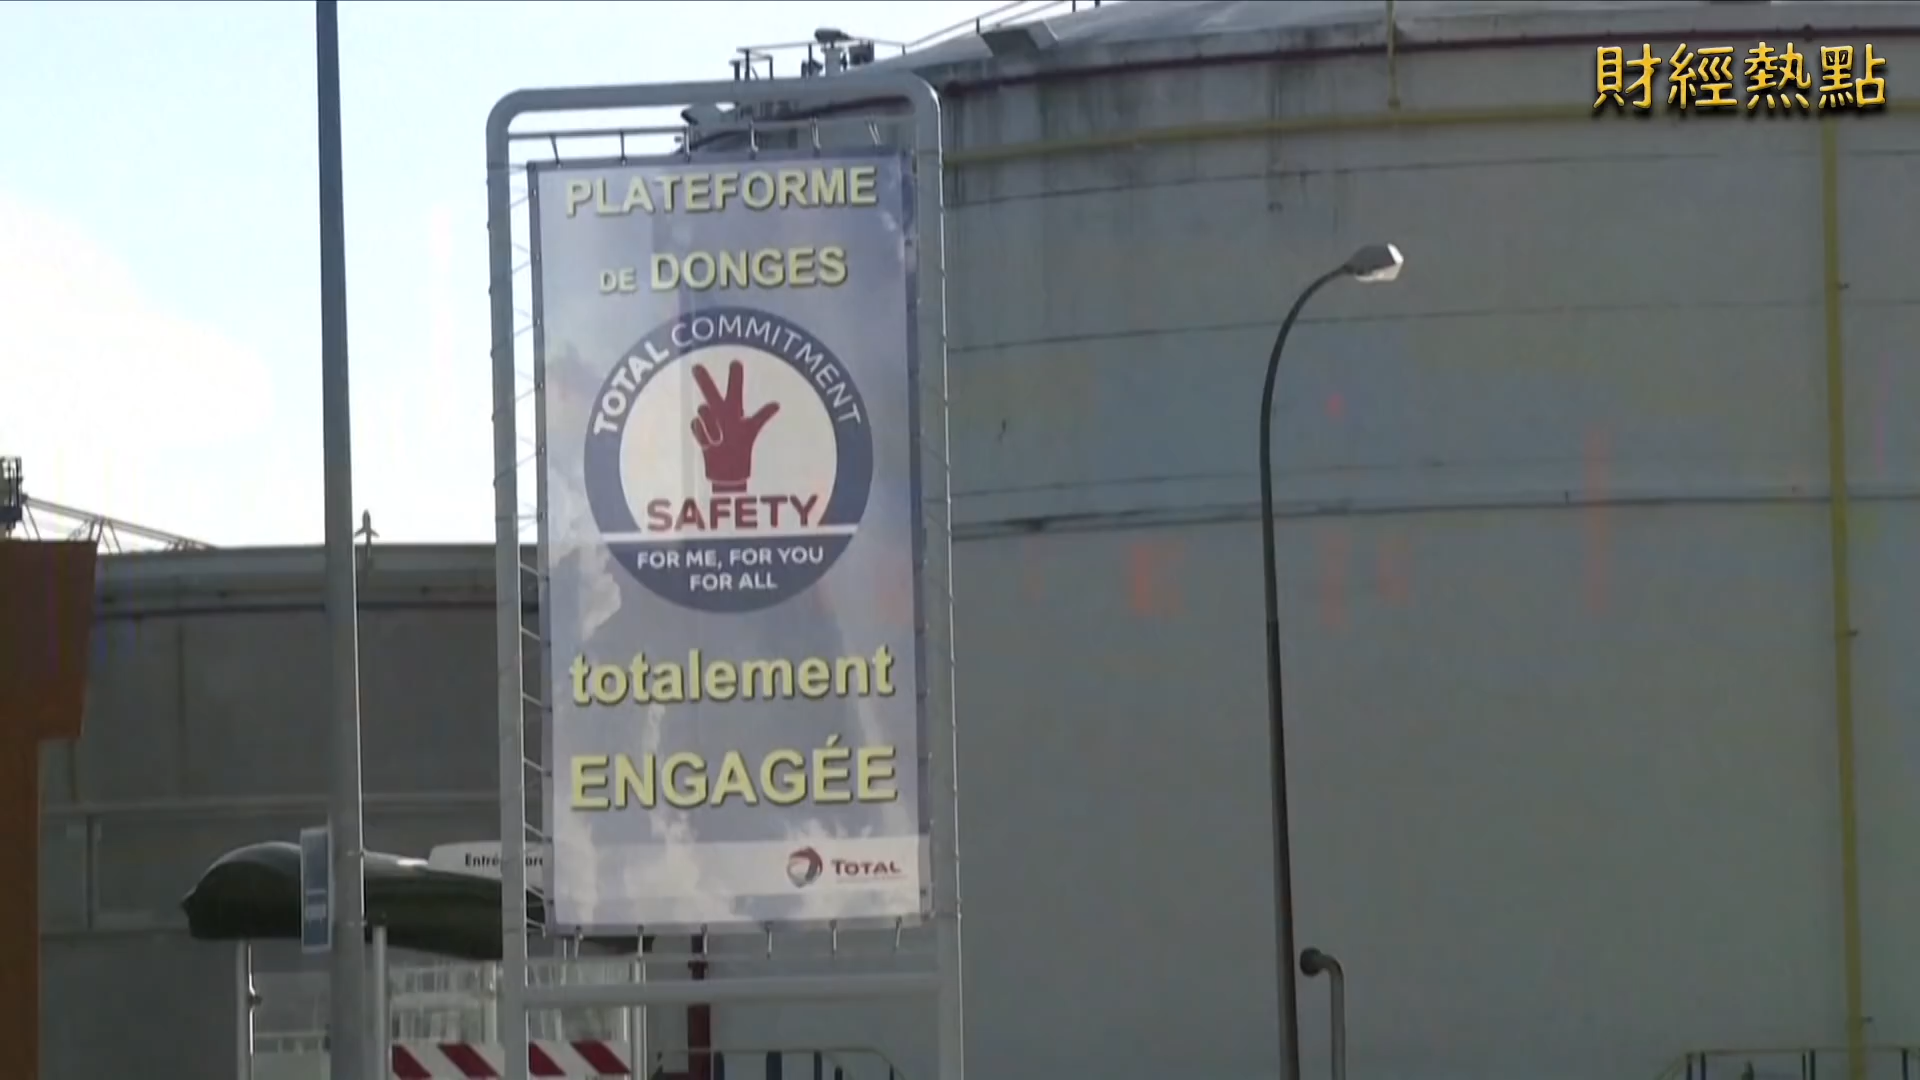 財經熱點
PLATEFORME
DE DONGES
TOTAL COMMITMENT
SAFETY
FOR ME, FOR YOU
FOR ALL
totalement
ENGAGÉE
TOTAL